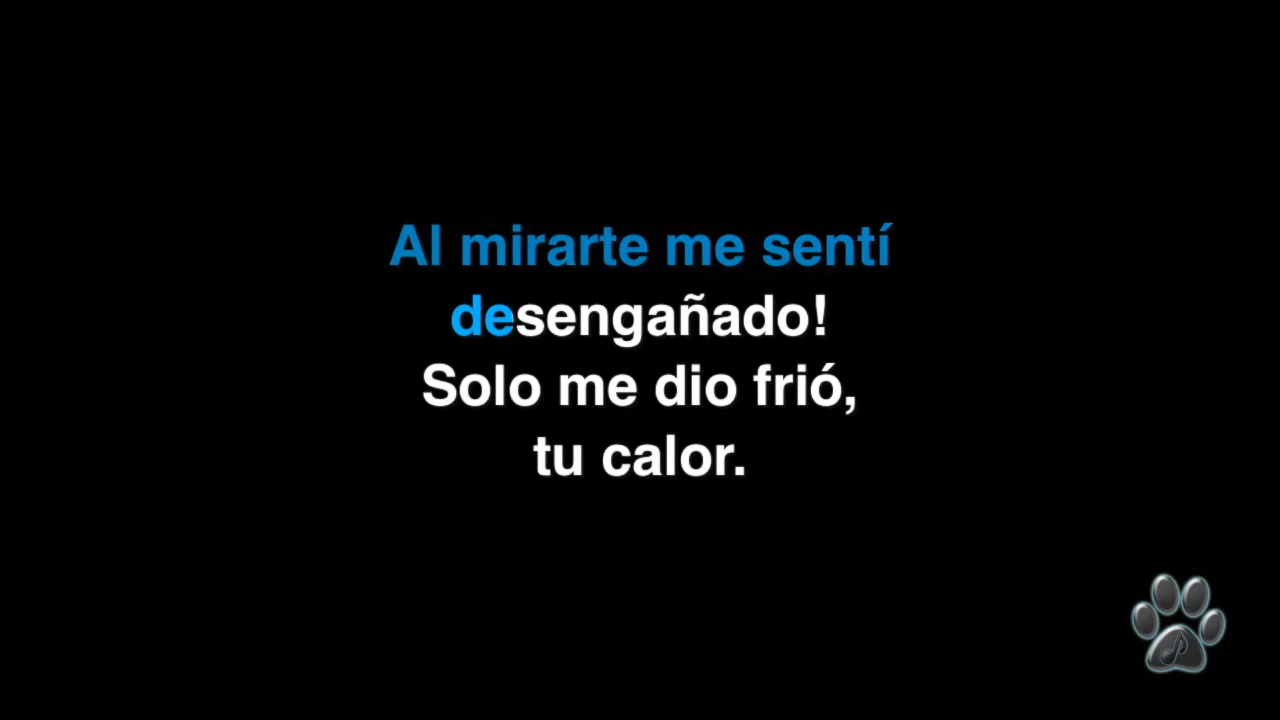 Al mirarte me sentí
desengañado!
Solo me dio frió,
tu calor.